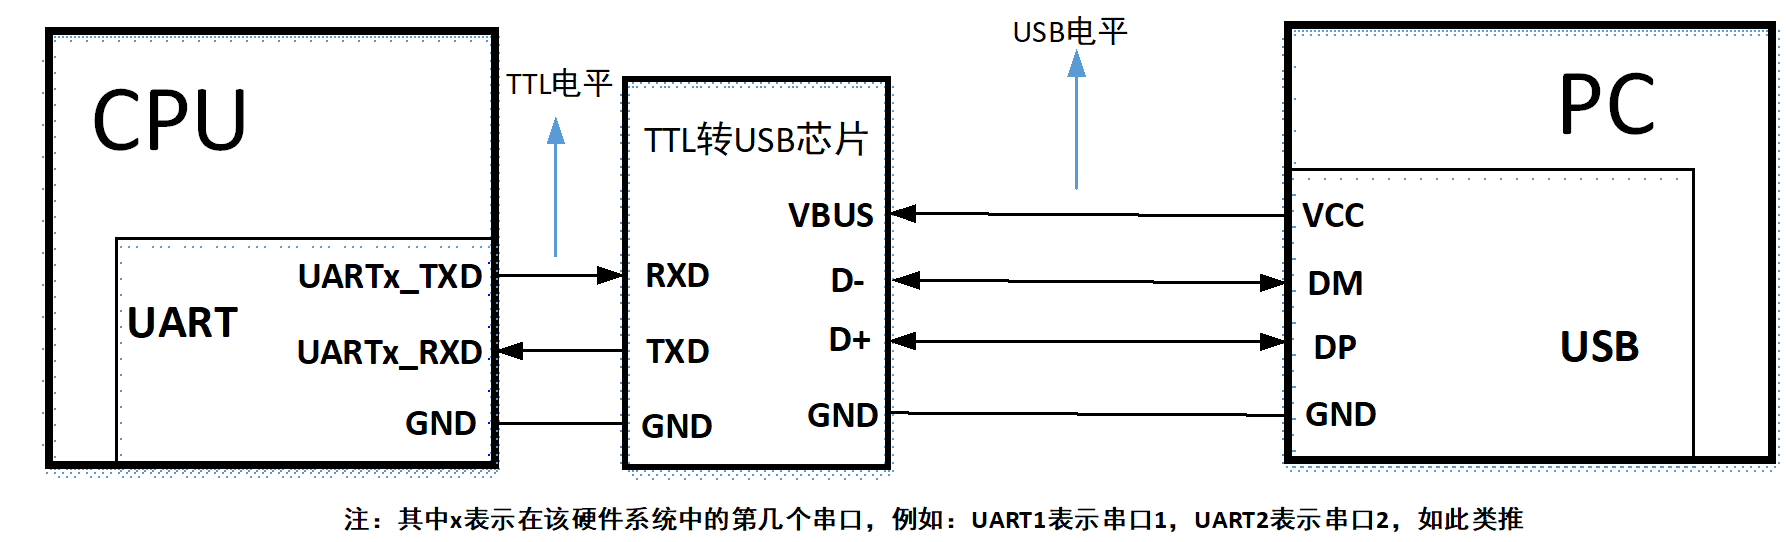 USB电平
TTL电平
CPU
TTL转USB芯片
PC
VBUS
VCC
UARTx_TXD
RXD
D-
DM
UART
UARTx_RXD
TXD
D+
DP
USB
GND
GND
GND
GND
注：其中x表示在该硬件系统中的第几个串口，例如：UART1表示串口1，UART2表示串口2，如此类推